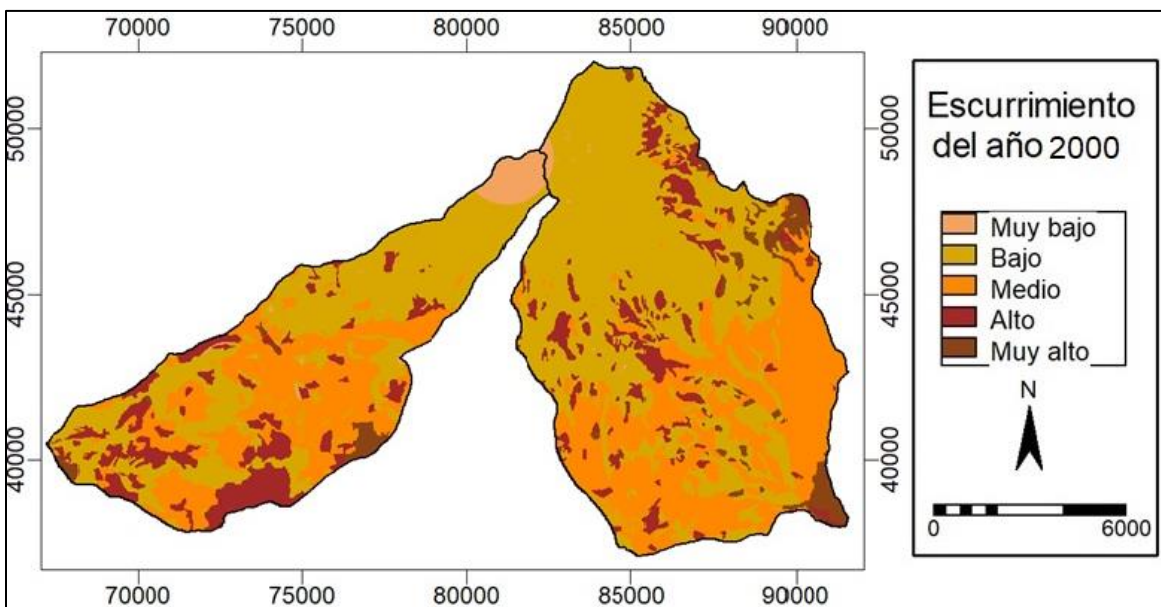 70000 75000 80000 85000 90000
50000 50000
45000 45000
40000 40000
70000 75000 80000 85000 90000
Escurrimiento
del año 2000
Muy bajo
Bajo
Medio
Alto
Muy alto
N
0 6000